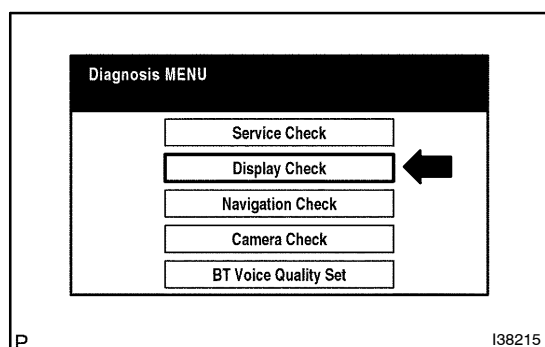 Diagnosis MENU
Service Check
Display Check
Navigation Check
Camera Check
BT Voice Quality Set
P
I38215